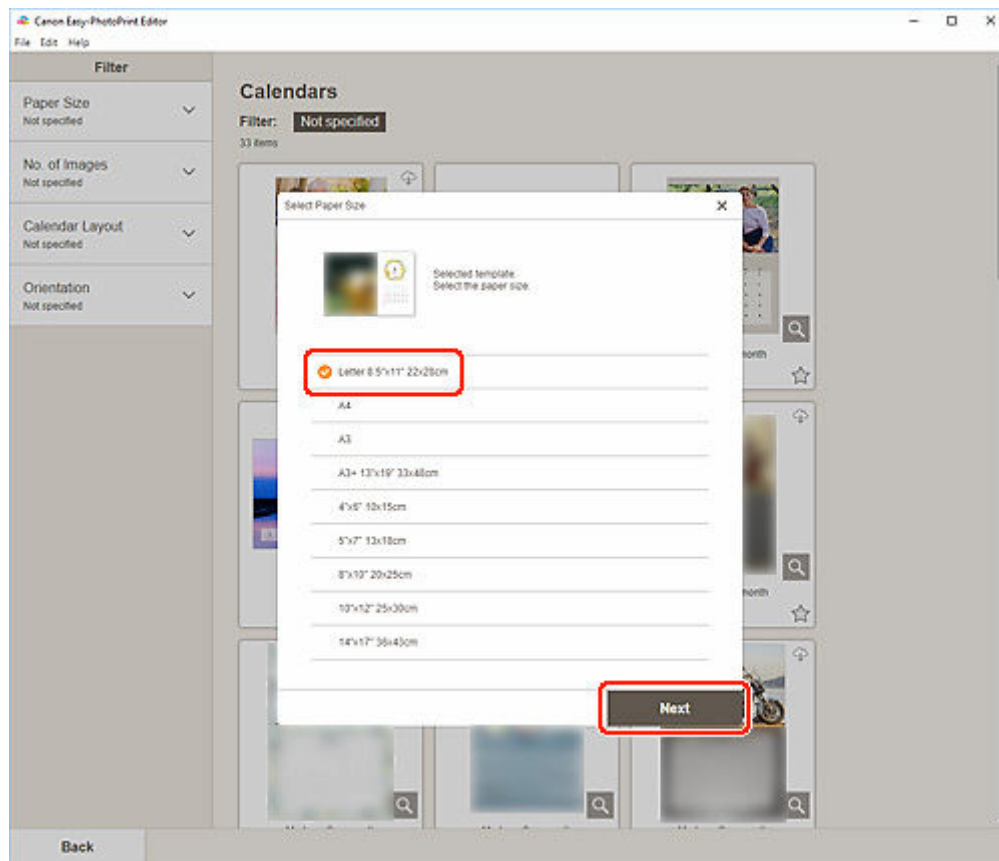 Canon Easy-PhotoPrint Editor
File Edit Help
Filter
Paper Size
Not specified
No. of Images
Not specified
Calendar Layout
Not specified
Orientation
Not specified
Calendars
Filter: Not specified
33 items
Select Paper Size
Selected template.
Select the paper size.
Letter 8.5"x11" 22x28cm
A4
A3
A3+ 13"x19" 33x48cm
4"x6" 10x15cm
5"x7" 13x18cm
8"x10" 20x25cm
10"x12" 25x30cm
14"x17" 36x43cm
Next
month
month
Back